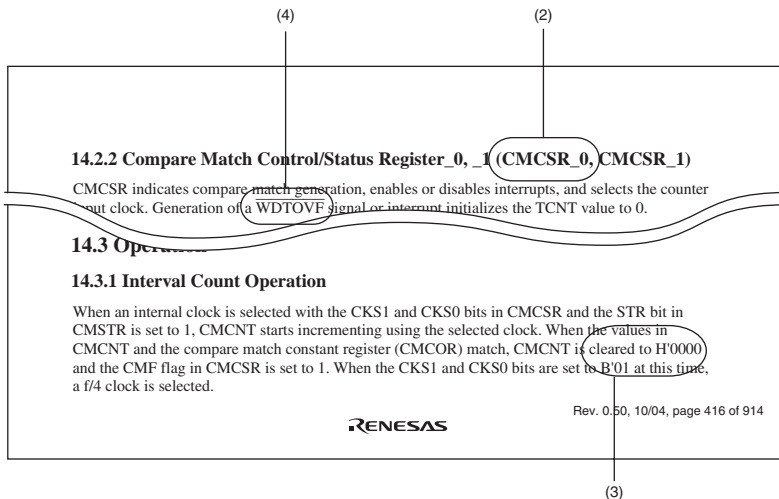 (4)
(2)
14.2.2 Compare Match Control/Status Register_0, _1 (CMCSR_0, CMCSR_1)
CMCSR indicates compare match generation, enables or disables interrupts, and selects the counter
input clock. Generation of a WDTOVF signal or interrupt initializes the TCNT value to 0.
14.3 Operation
14.3.1 Interval Count Operation
When an internal clock is selected with the CKS1 and CKS0 bits in CMCSR and the STR bit in
CMSTR is set to 1, CMCNT starts incrementing using the selected clock. When the values in
CMCNT and the compare match constant register (CMCOR) match, CMCNT is cleared to H'0000
and the CMF flag in CMCSR is set to 1. When the CKS1 and CKS0 bits are set to B'01 at this time,
a f/4 clock is selected.
Rev. 0.50, 10/04, page 416 of 914
RENESAS
(3)